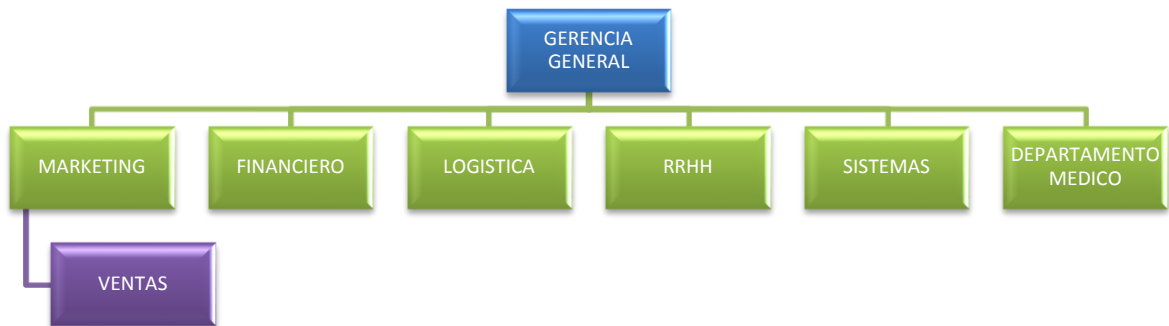 GERENCIA
GENERAL
MARKETING
FINANCIERO
LOGISTICA
RRHH
SISTEMAS
DEPARTAMENTO
MEDICO
VENTAS